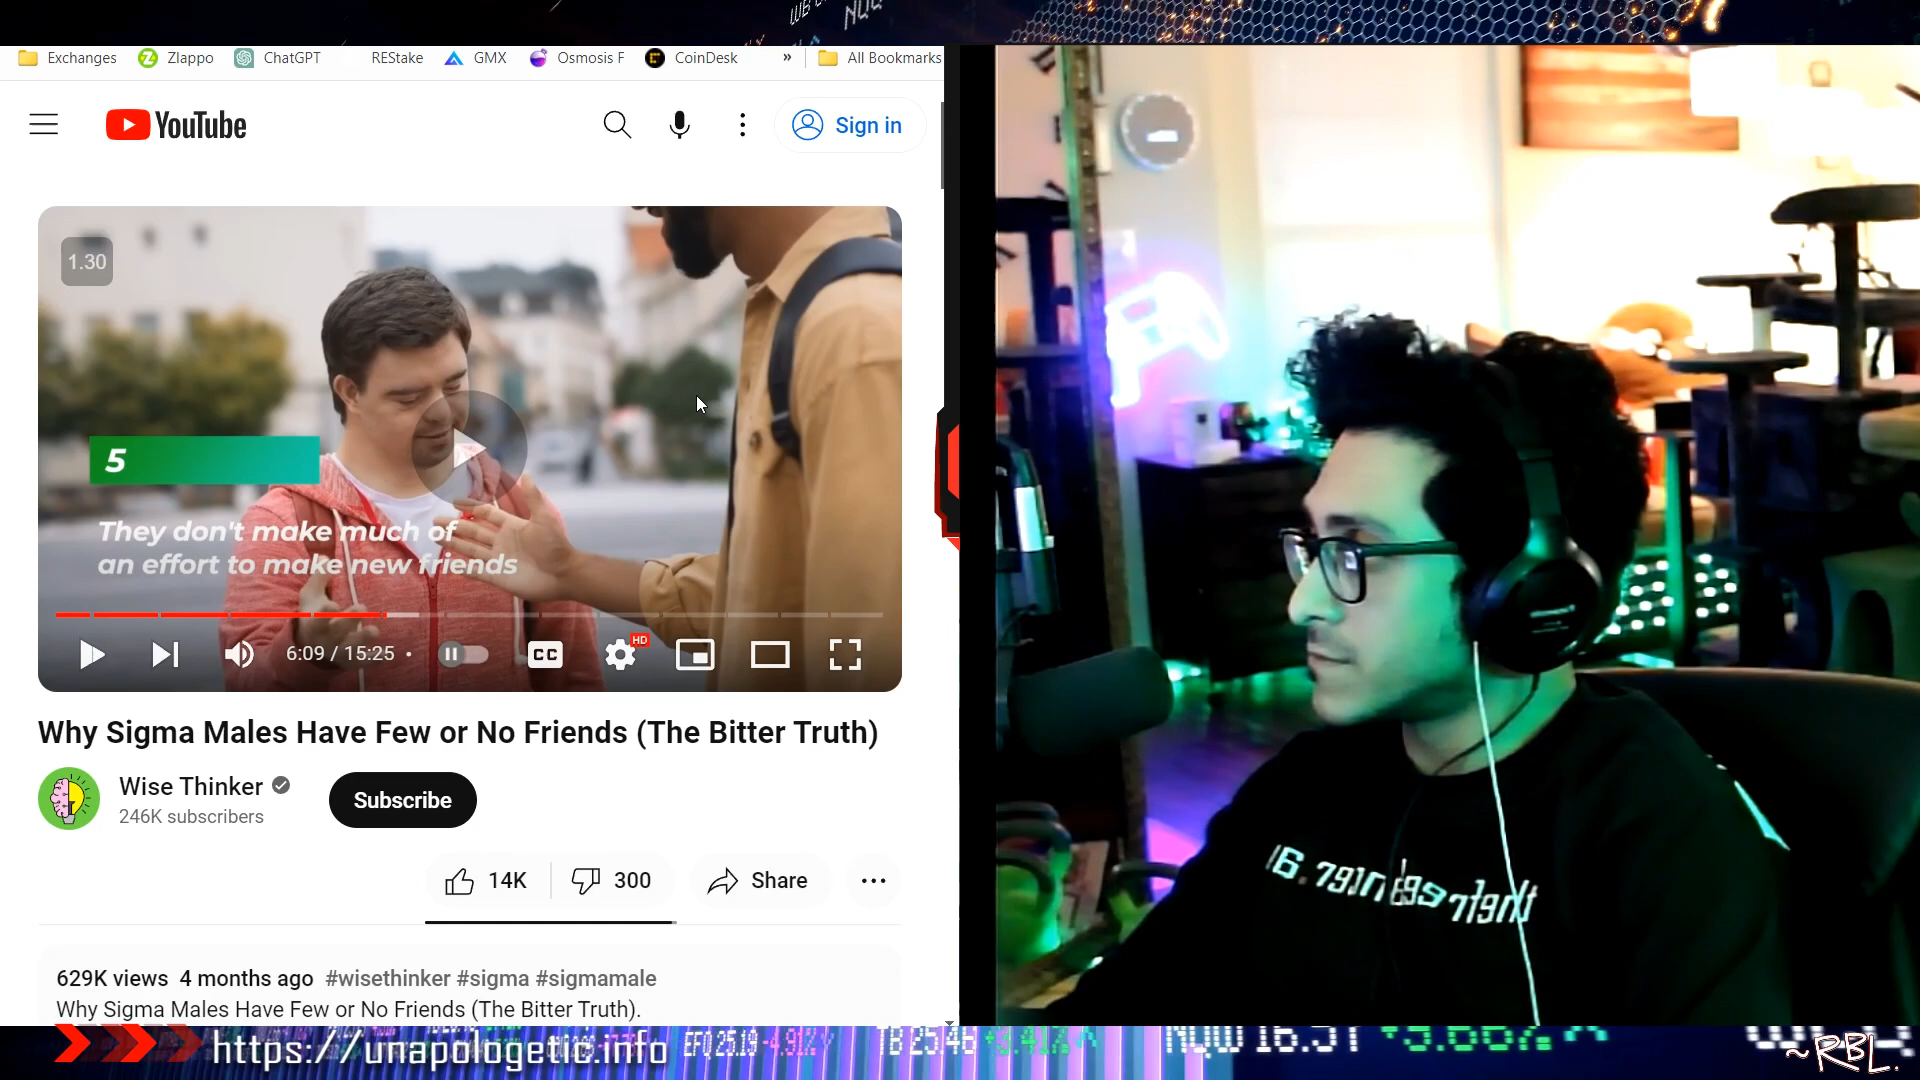 Exchanges
Zlappo
ChatGPT
REStake
GMX
Osmosis F
CoinDesk
»
All Bookmarks
YouTube
Sign in
1.30
5
They don't make much of
an effort to make new friends
6:09 / 15:25
CC
HD
Why Sigma Males Have Few or No Friends (The Bitter Truth)
Wise Thinker
246K subscribers
Subscribe
14K
300
Share
629K views 4 months ago #wisethinker #sigma #sigmamale
Why Sigma Males Have Few or No Friends (The Bitter Truth).
https://unapologetic.info
~RBL.